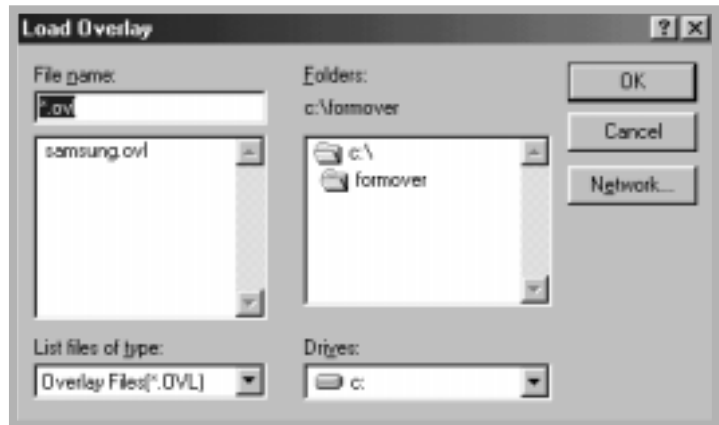 Load Overlay
File name:
*.ovl
samsung.ovl
List files of type:
Overlay Files(*.OVL)
Folders:
c:\formover
c:\
formover
Drives:
c:
OK
Cancel
Network...